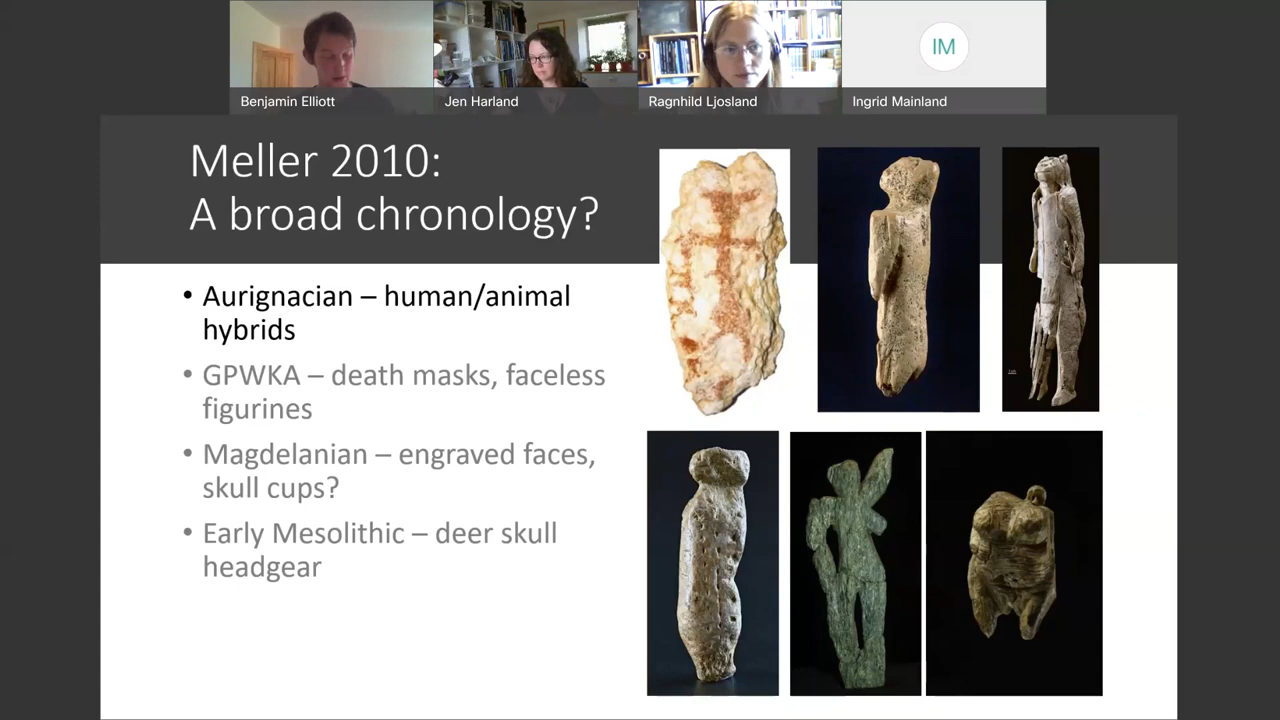 Benjamin Elliott
Jen Harland
Ragnhild Ljosland
IM
Ingrid Mainland
Meller 2010:
A broad chronology?
• Aurignacian – human/animal
hybrids
• GPWKA – death masks, faceless
figurines
• Magdelanian – engraved faces,
skull cups?
• Early Mesolithic – deer skull
headgear